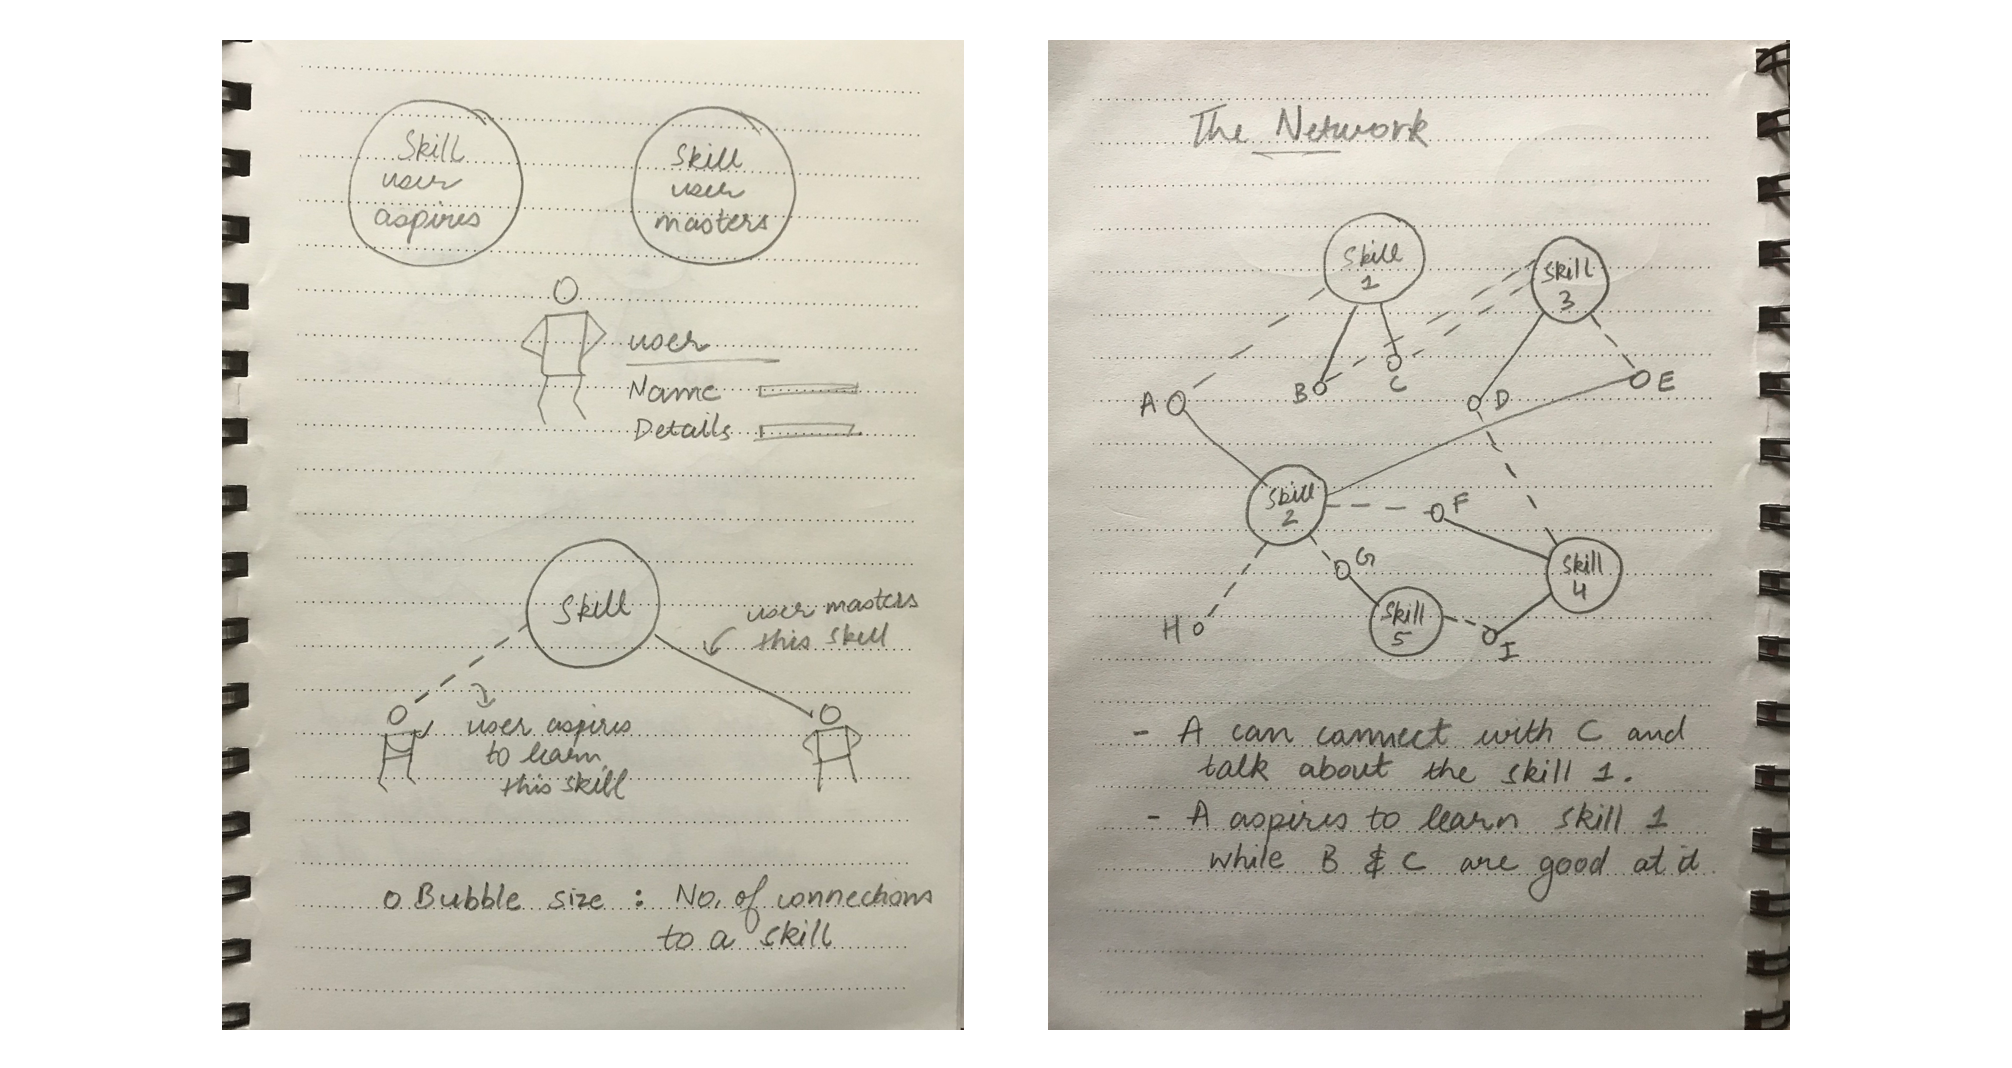 Skill
user
aspires
Skill
user
masters
user
Name
Details
Skill
user masters
this skill
user aspires
to learn
this skill
o Bubble size : No. of connections
to a skill
The Network
Skill
1
Skill
3
A
B
C
D
E
Skill
2
F
G
Skill
4
H
Skill
5
I
- A can connect with C and
talk about the skill 1.
- A aspires to learn skill 1
while B & C are good at it.